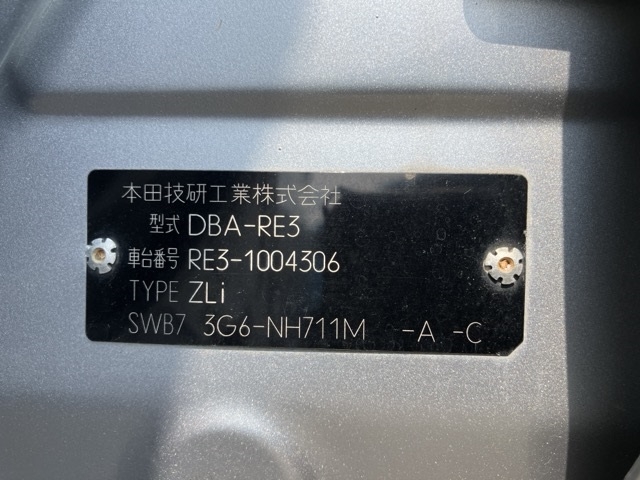 本田技研工業株式会社
型式 DBA-RE3
車台番号 RE3-1004306
TYPE ZLi
SWB7 3G6-NH711M -A -C